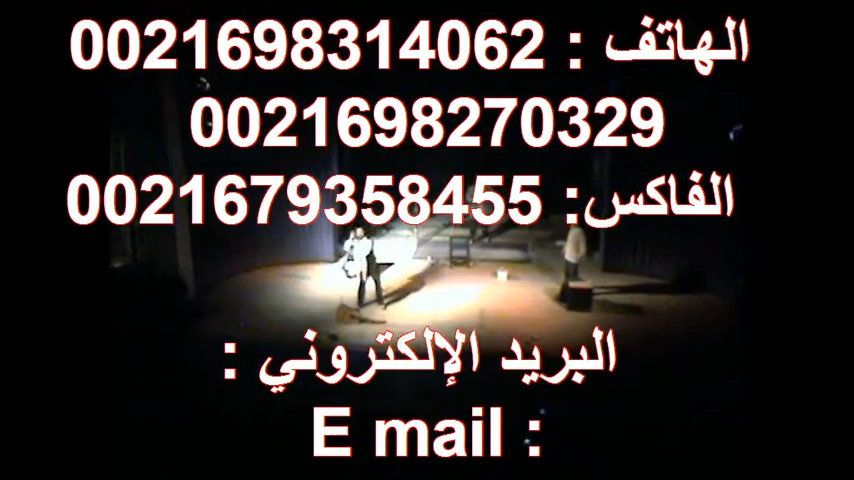 الهاتف : 0021698314062
0021698270329
الفاكس: 0021679358455
البريد الإلكتروني :
E mail :